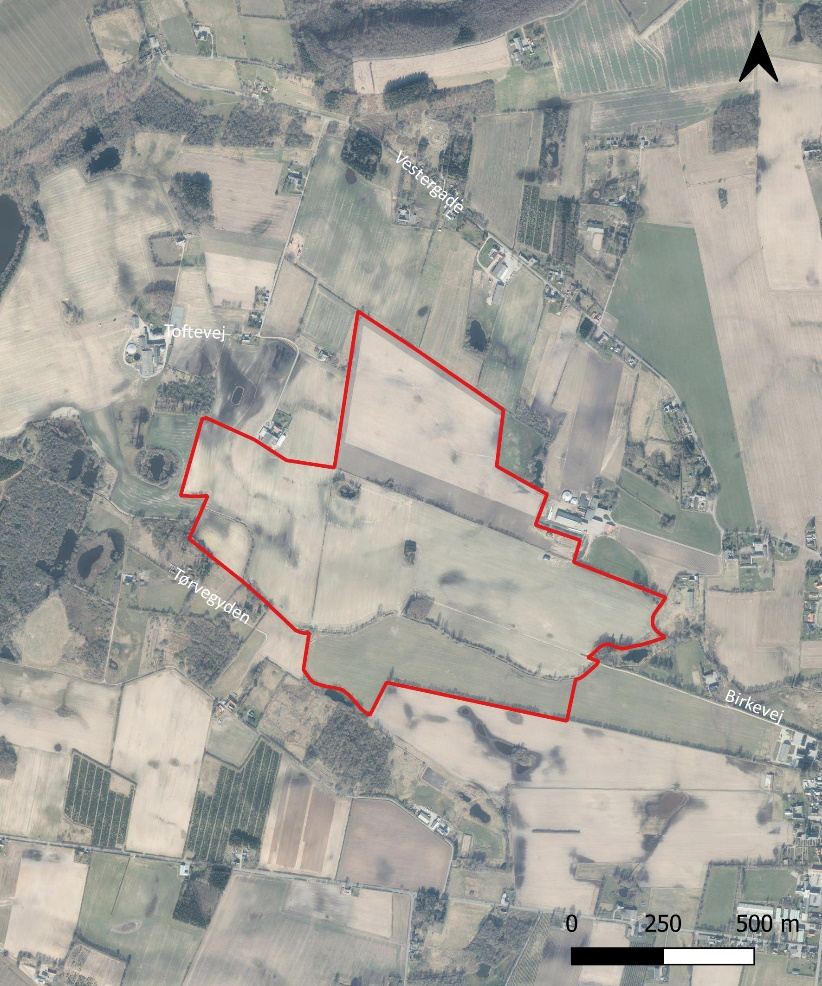 Vestergade
Toftevej
Tørvegyden
Birkevej
0 250 500 m